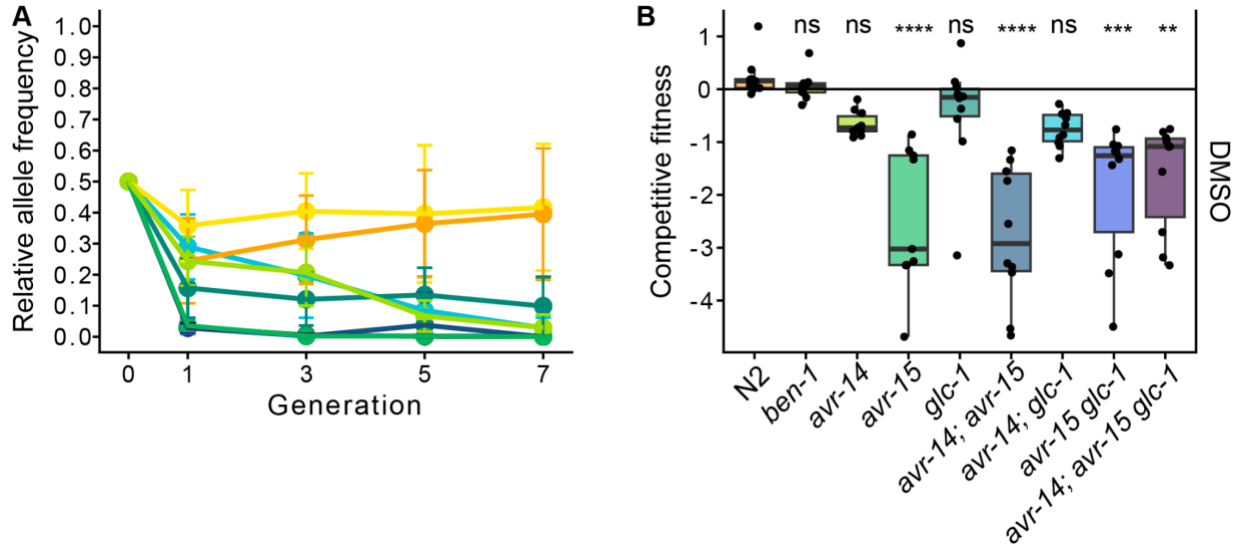 A
Relative allele frequency
1.0
0.9
0.8
0.7
0.6
0.5
0.4
0.3
0.2
0.1
0.0
0 1 3 5 7
Generation
B
Competitive fitness
1
0
-1
-2
-3
-4
ns ns **** ns **** ns *** **
DMSO
N2
ben-1
avr-14
avr-15
glc-1
avr-14; avr-15
avr-14; glc-1
avr-15 glc-1
avr-14; avr-15 glc-1